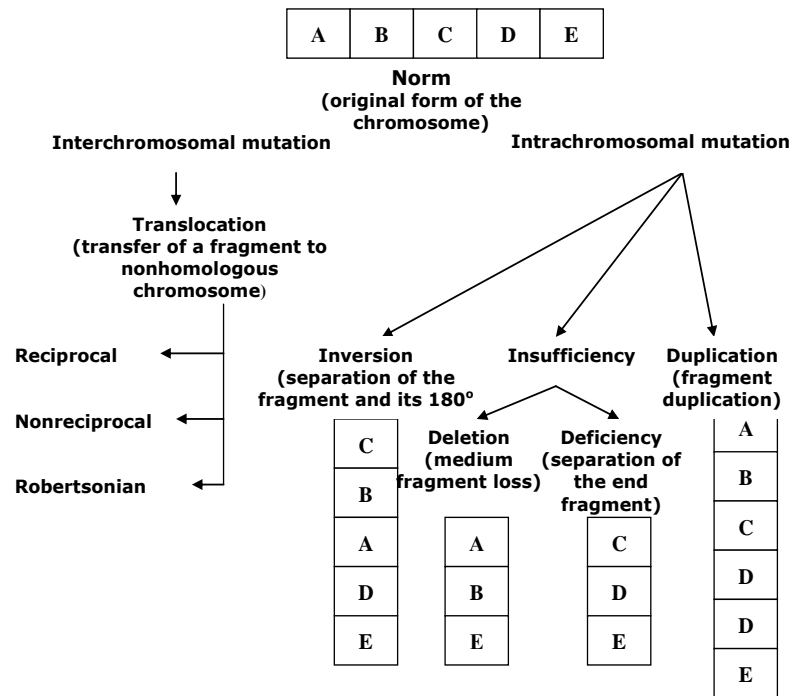 A B C D E
Norm
(original form of the
chromosome)
Interchromosomal mutation
Intrachromosomal mutation
Translocation
(transfer of a fragment to
nonhomologous
chromosome)
Reciprocal
Nonreciprocal
Robertsonian
Inversion
(separation of the
fragment and its 180°
C
B
A
D
E
Insufficiency
Deletion
(medium
fragment loss)
A
B
E
Deficiency
(separation of
the end
fragment)
C
D
E
Duplication
(fragment
duplication)
A
B
C
D
D
E